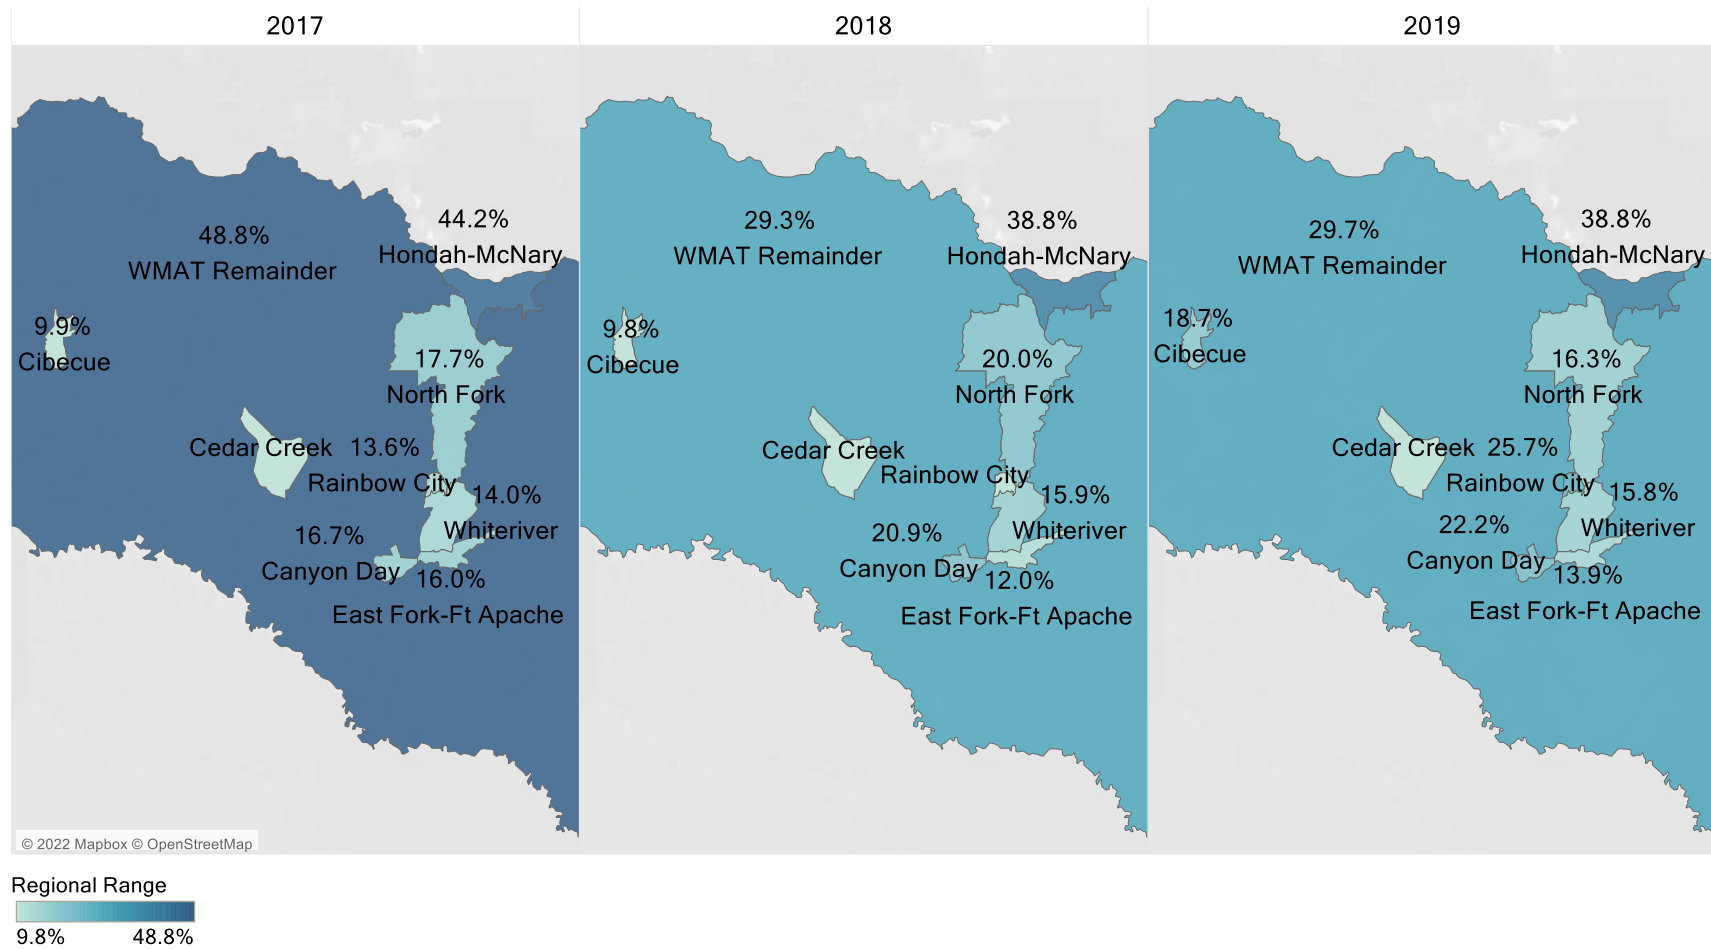 2017
2018
2019
48.8%
WMAT Remainder
44.2%
Hondah-McNary
9.9%
Cibecue
17.7%
North Fork
Cedar Creek
13.6%
Rainbow City
14.0%
Whiteriver
16.7%
Canyon Day
16.0%
East Fork-Ft Apache
© 2022 Mapbox © OpenStreetMap
29.3%
WMAT Remainder
38.8%
Hondah-McNary
9.8%
Cibecue
20.0%
North Fork
Cedar Creek
Rainbow City
15.9%
Whiteriver
20.9%
Canyon Day
12.0%
East Fork-Ft Apache
29.7%
WMAT Remainder
38.8%
Hondah-McNary
18.7%
Cibecue
16.3%
North Fork
Cedar Creek
25.7%
Rainbow City
15.8%
Whiteriver
22.2%
Canyon Day
13.9%
East Fork-Ft Apache
Regional Range
9.8% 48.8%